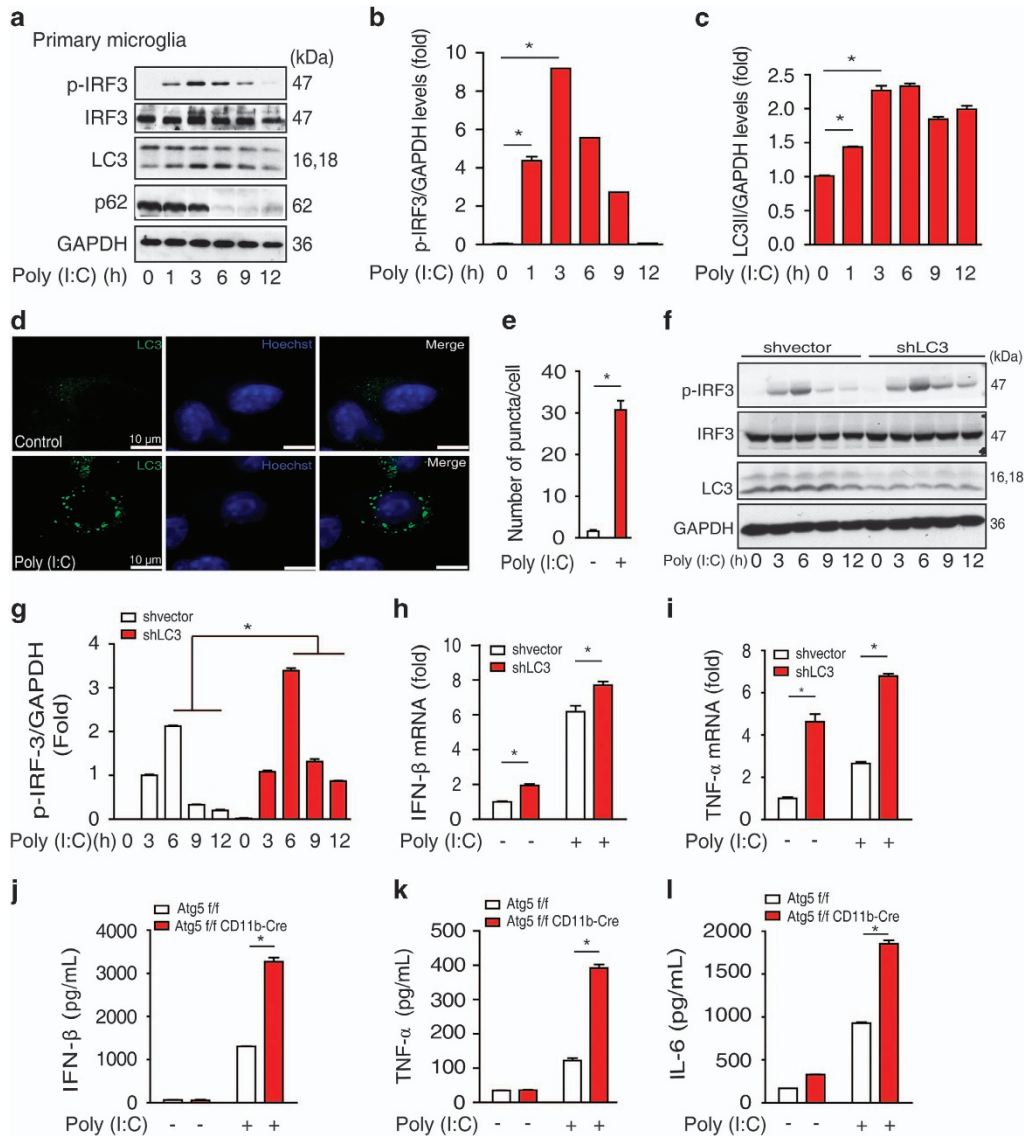 a
Primary microglia
(kDa)
p-IRF3 47
IRF3 47
LC3 16,18
p62 62
GAPDH 36
Poly (I:C) (h) 0 1 3 6 9 12
b
p-IRF3/GAPDH levels (fold)
10
8
6
4
2
0
* *
Poly (I:C) (h) 0 1 3 6 9 12
c
LC3II/GAPDH levels (fold)
2.5
2.0
1.5
1.0
0.5
0.0
* *
Poly (I:C) (h) 0 1 3 6 9 12
d
LC3 Hoechst Merge
Control 10 µm
LC3 Hoechst Merge
Poly (I:C) 10 µm
e
Number of puncta/cell
40
30
20
10
0
*
Poly (I:C) - +
f
shvector shLC3
(kDa)
p-IRF3 47
IRF3 47
LC3 16,18
GAPDH 36
Poly (I:C) (h) 0 3 6 9 12 0 3 6 9 12
g
shvector
shLC3
p-IRF-3/GAPDH
(Fold)
4
3
2
1
0
*
Poly (I:C)(h) 0 3 6 9 12 0 3 6 9 12
h
shvector
shLC3
IFN-β mRNA (fold)
10
8
6
4
2
0
* *
Poly (I:C) - - + +
i
shvector
shLC3
TNF-α mRNA (fold)
8
6
4
2
0
* *
Poly (I:C) - - + +
j
Atg5 f/f
Atg5 f/f CD11b-Cre
IFN-β (pg/mL)
4000
3000
2000
1000
0
*
Poly (I:C) - - + +
k
Atg5 f/f
Atg5 f/f CD11b-Cre
TNF-α (pg/mL)
500
400
300
200
100
0
*
Poly (I:C) - - + +
l
Atg5 f/f
Atg5 f/f CD11b-Cre
IL-6 (pg/mL)
2000
1500
1000
500
0
*
Poly (I:C) - - + +